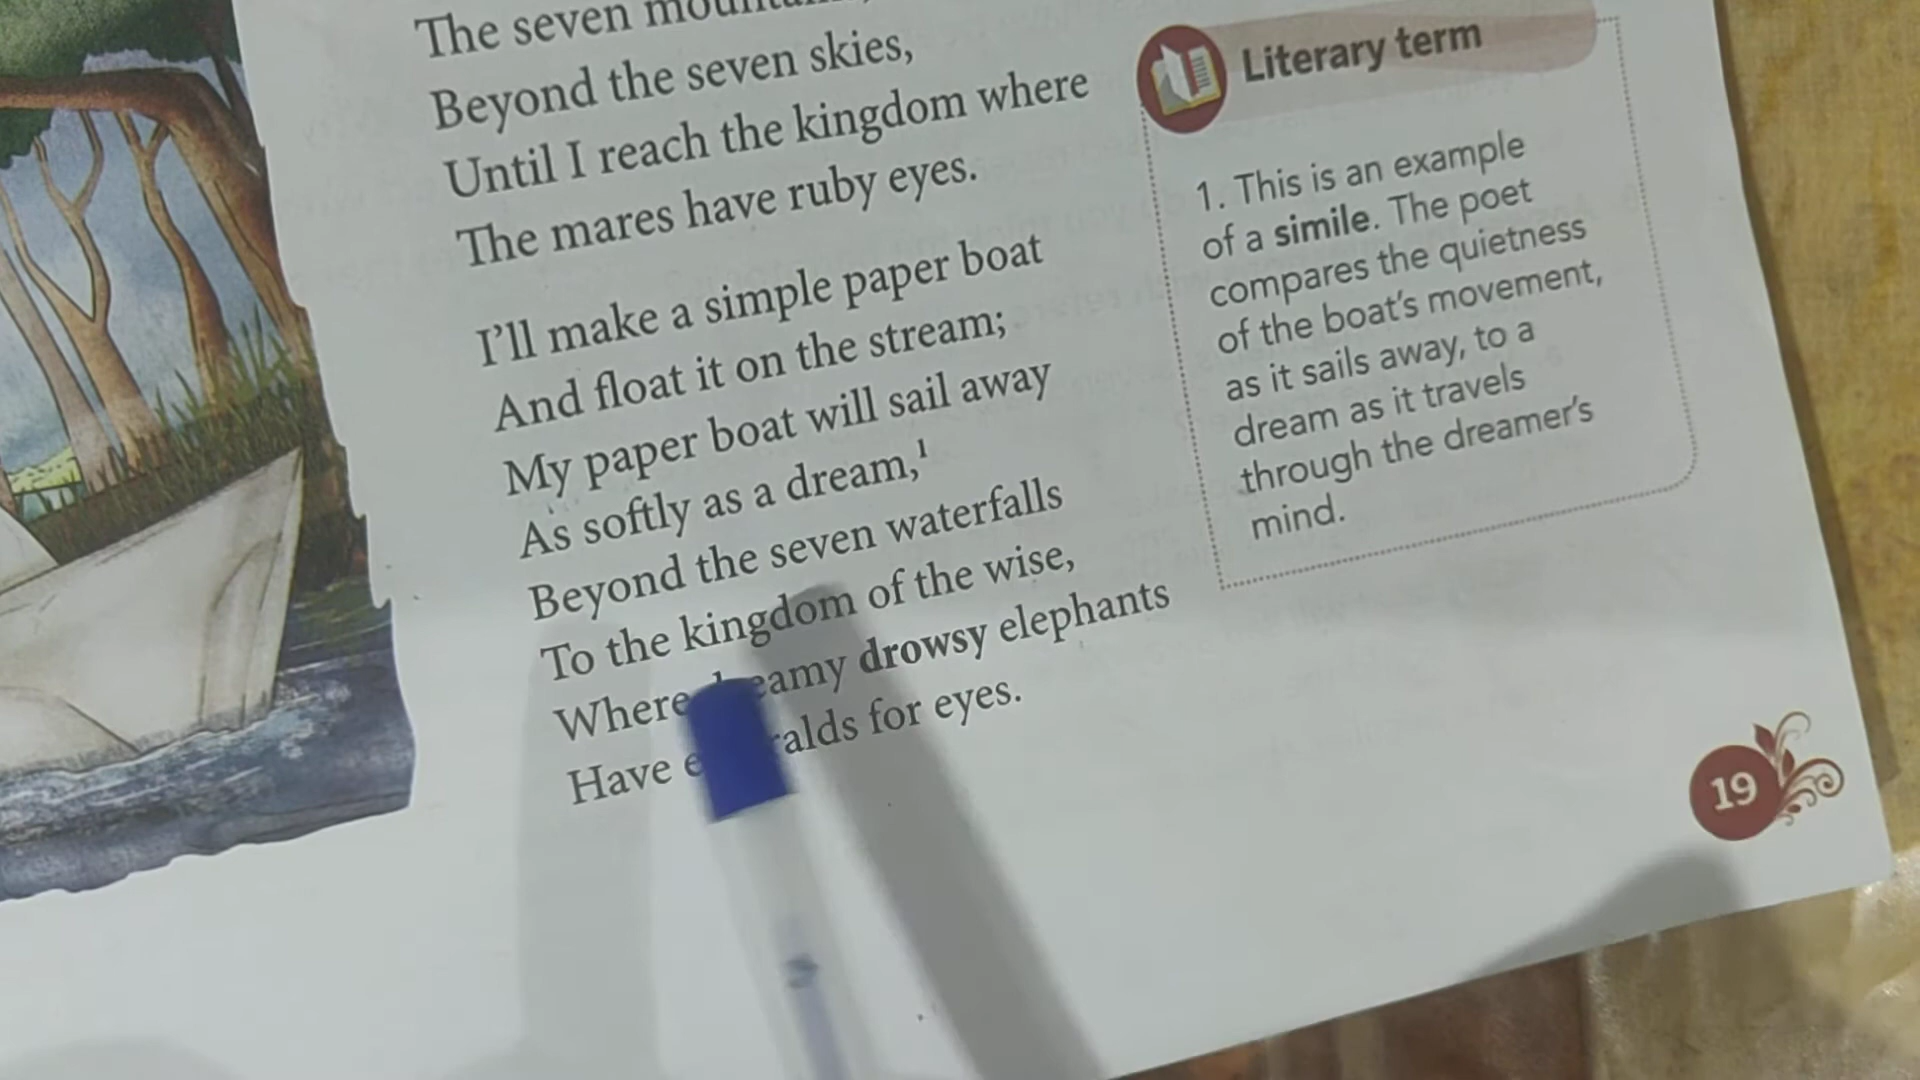 The seven
Beyond the seven skies,
Until I reach the kingdom where
The mares have ruby eyes.
I'll make a simple paper boat
And float it on the stream;
My paper boat will sail away
As softly as a dream,¹
Beyond the seven waterfalls
To the kingdom of the wise,
Where drowsy elephants
Have for eyes.
Literary term
1. This is an example
of a simile. The poet
compares the quietness
of the boat's movement,
as it sails away, to a
dream as it travels
through the dreamer's
mind.
19